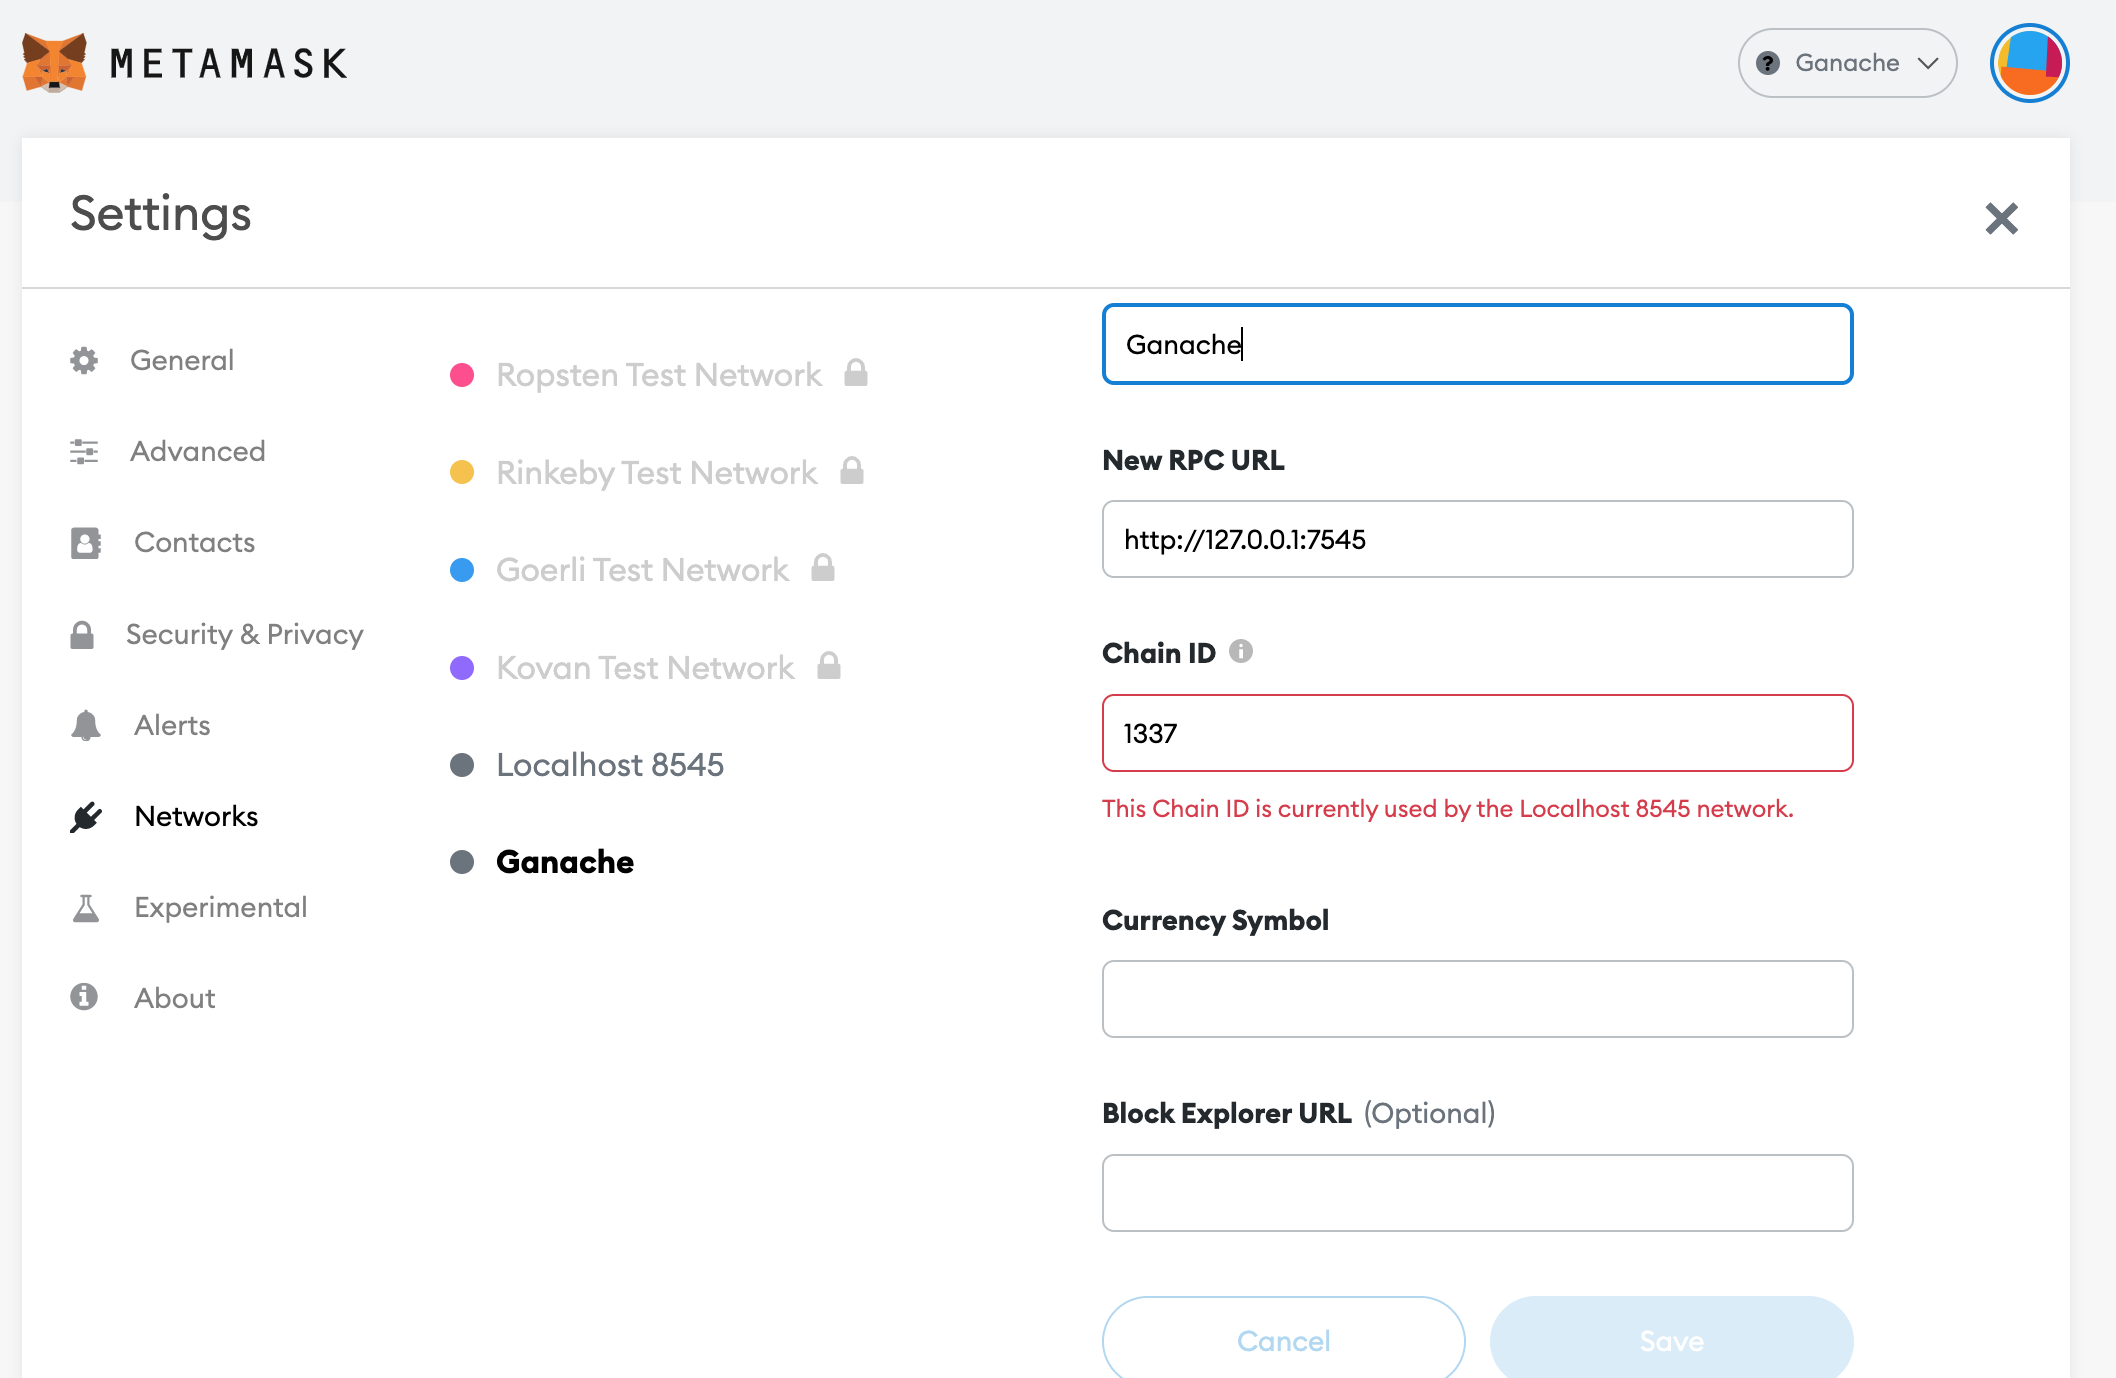 METAMASK
? Ganache
Settings
General
Advanced
Contacts
Security & Privacy
Alerts
Networks
Experimental
About
Ropsten Test Network
Rinkeby Test Network
Goerli Test Network
Kovan Test Network
Localhost 8545
Ganache
Ganache
New RPC URL
http://127.0.0.1:7545
Chain ID
1337
This Chain ID is currently used by the Localhost 8545 network.
Currency Symbol
Block Explorer URL (Optional)
Cancel
Save